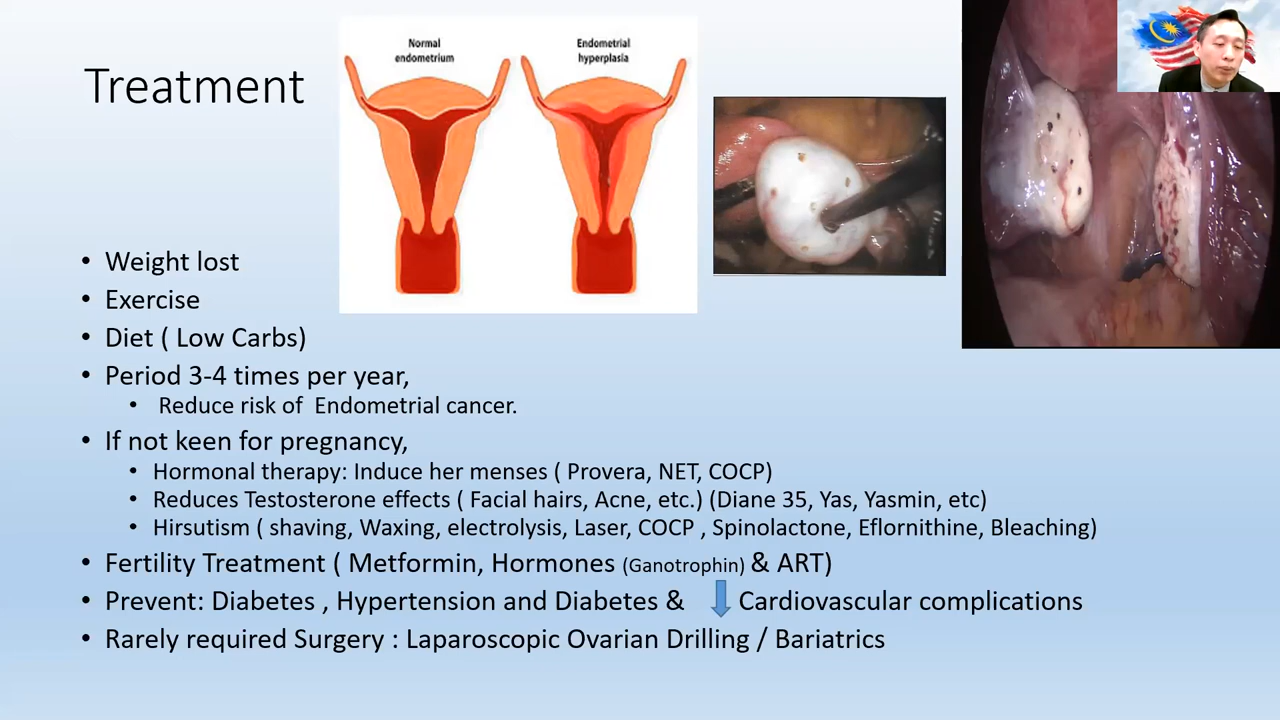 Treatment
Normal
endometrium
Endometrial
hyperplasia
• Weight lost
• Exercise
• Diet ( Low Carbs)
• Period 3-4 times per year,
• Reduce risk of Endometrial cancer.
• If not keen for pregnancy,
• Hormonal therapy: Induce her menses ( Provera, NET, COCP)
• Reduces Testosterone effects ( Facial hairs, Acne, etc.) (Diane 35, Yas, Yasmin, etc)
• Hirsutism ( shaving, Waxing, electrolysis, Laser, COCP , Spinolactone, Eflornithine, Bleaching)
• Fertility Treatment ( Metformin, Hormones (Ganotrophin) & ART)
• Prevent: Diabetes , Hypertension and Diabetes & Cardiovascular complications
• Rarely required Surgery : Laparoscopic Ovarian Drilling / Bariatrics